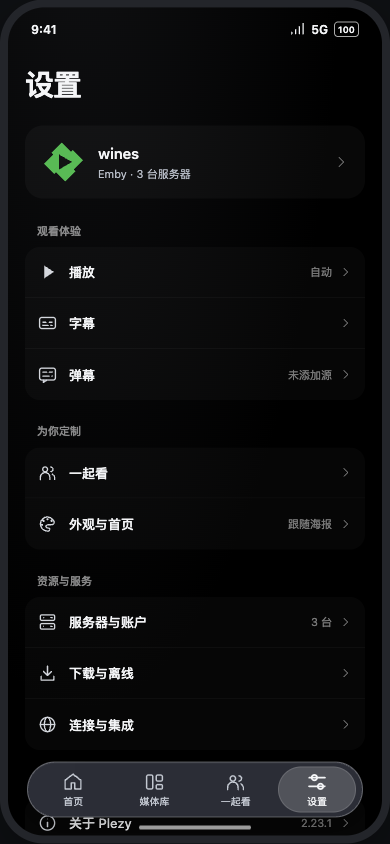 9:41
5G
100
设置
wines
Emby · 3 台服务器
观看体验
播放
自动
字幕
弹幕
未添加源
为你定制
一起看
外观与首页
跟随海报
资源与服务
服务器与账户
3 台
下载与离线
连接与集成
首页
媒体库
一起看
设置
关于 Plezy
2.23.1